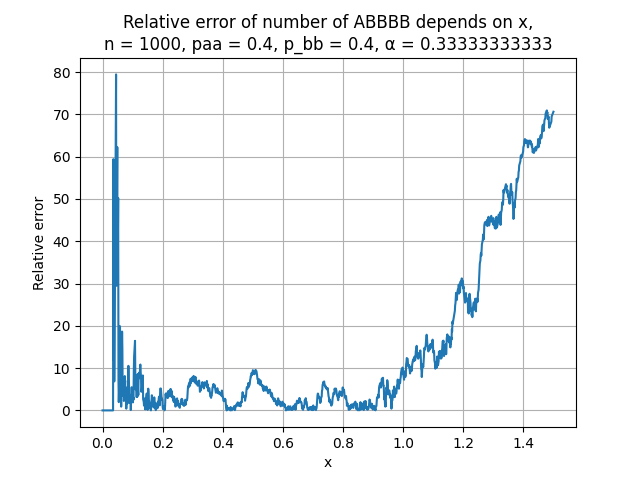 Relative error of number of ABBBB depends on x,
n = 1000, paa = 0.4, p_bb = 0.4, α = 0.33333333333
80
70
60
50
40
30
20
10
0
Relative error
0.0 0.2 0.4 0.6 0.8 1.0 1.2 1.4
x